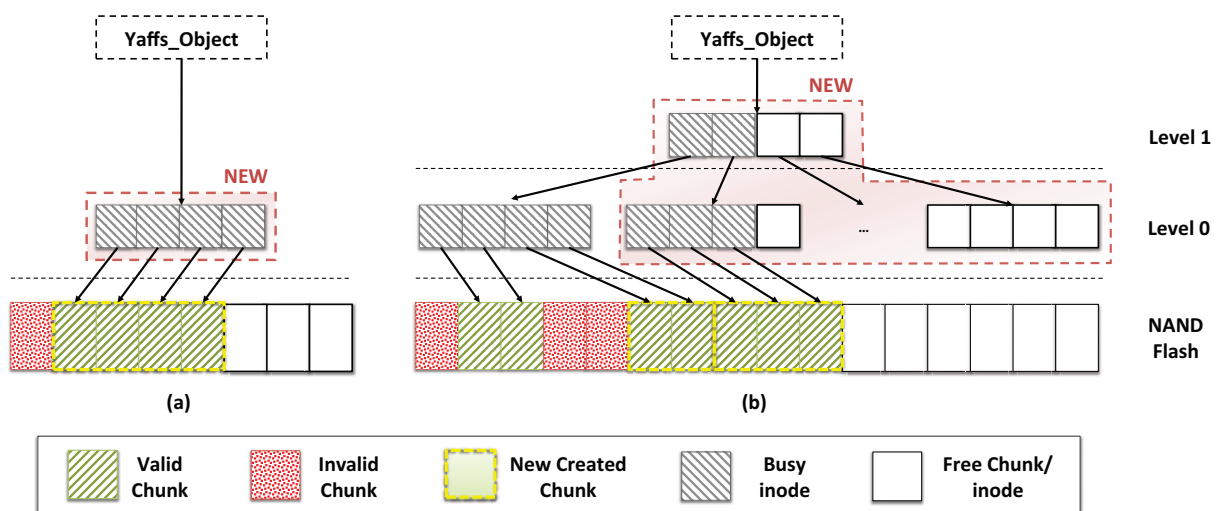 Yaffs_Object
Yaffs_Object
NEW
Level 1
NEW
Level 0
...
NAND
Flash
(a)
(b)
Valid
Chunk
Invalid
Chunk
New Created
Chunk
Busy
inode
Free Chunk/
inode